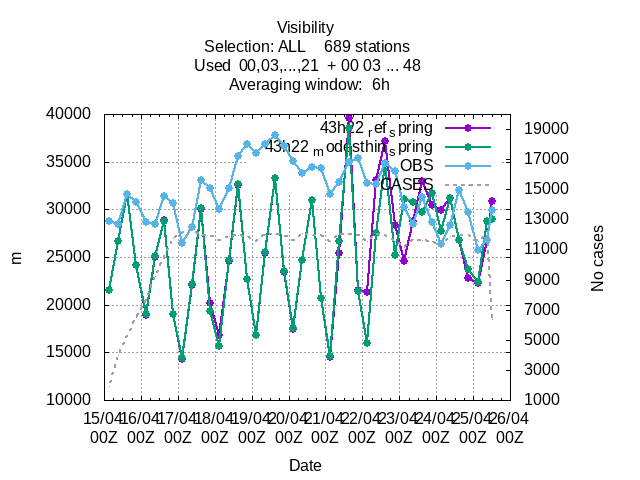 Visibility
Selection: ALL 689 stations
Used 00,03,...,21 + 00 03 ... 48
Averaging window: 6h
43h22_ref_spring
43h22_modesthin_spring
OBS
CASES
40000
35000
30000
25000
20000
15000
10000
m
19000
17000
15000
13000
11000
9000
7000
5000
3000
1000
No cases
15/04 16/04 17/04 18/04 19/04 20/04 21/04 22/04 23/04 24/04 25/04 26/04
00Z 00Z 00Z 00Z 00Z 00Z 00Z 00Z 00Z 00Z 00Z 00Z
Date